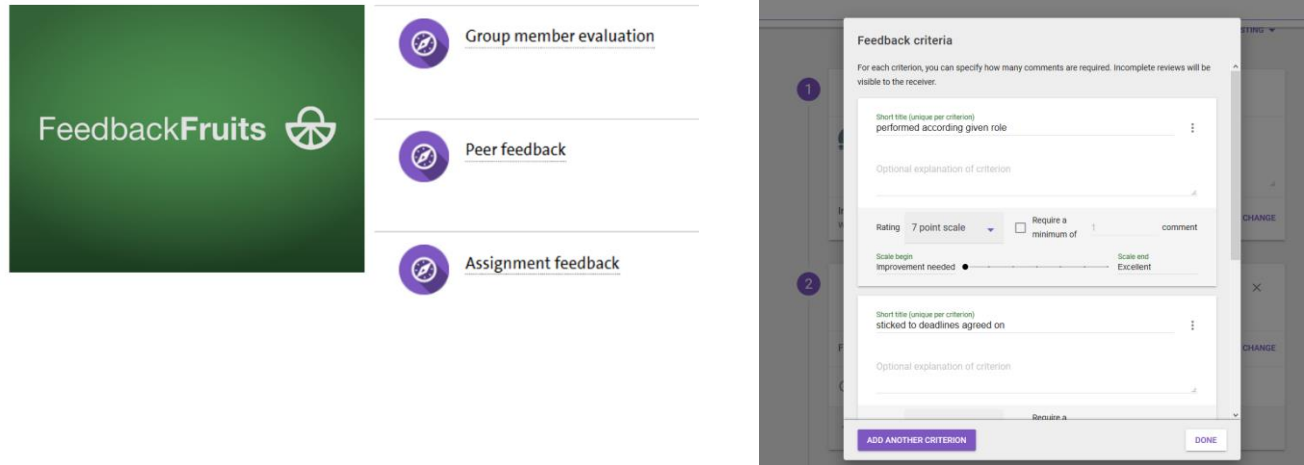 FeedbackFruits
Group member evaluation
Peer feedback
Assignment feedback
STING
1
CHANGE
2
CHANGE
Feedback criteria
For each criterion, you can specify how many comments are required. Incomplete reviews will be
visible to the receiver.
Short title (unique per criterion)
performed according given role
Optional explanation of criterion
Rating 7 point scale Require a
minimum of 1 comment
Scale begin
Improvement needed
Scale end
Excellent
Short title (unique per criterion)
sticked to deadlines agreed on
Optional explanation of criterion
Require a
ADD ANOTHER CRITERION DONE